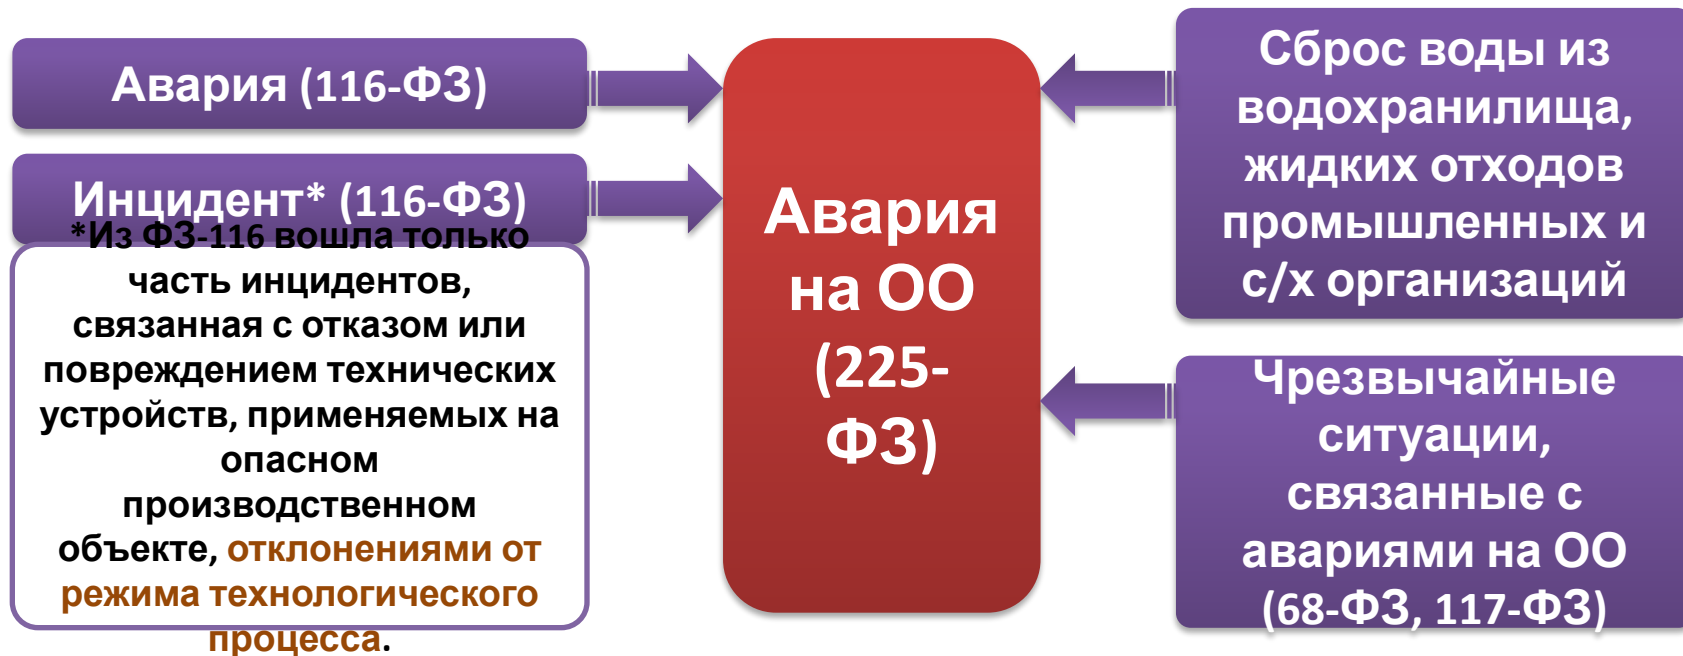 Авария (116-ФЗ)
Инцидент* (116-ФЗ)
*Из ФЗ-116 вошла только
часть инцидентов,
связанная с отказом или
повреждением технических
устройств, применяемых на
опасном
производственном
объекте, отклонениями от
режима технологического
процесса.
Авария
на ОО
(225-
ФЗ)
Сброс воды из
водохранилища,
жидких отходов
промышленных и
с/х организаций
Чрезвычайные
ситуации,
связанные с
авариями на ОО
(68-ФЗ, 117-ФЗ)